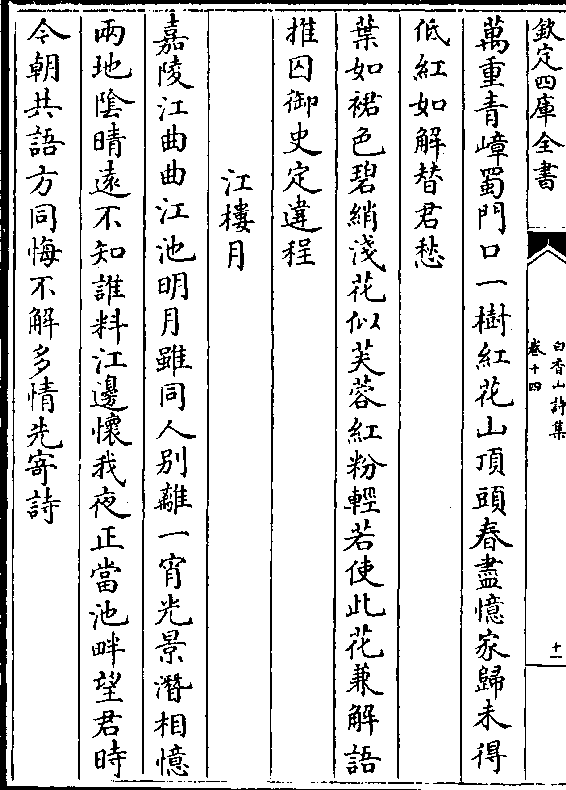 欽定四庫全書
白香山詩集
卷十四
十一
萬重青嶂蜀門口一樹紅花山頂頭春盡憶家歸未得
低紅如解替君愁
葉如裙色碧綃淺花似芙蓉紅粉輕若使此花兼解語
推囚御史定違程
江樓月
嘉陵江曲曲江池明月雖同人别離一宵光景潛相憶
兩地陰晴遠不知誰料江邊懷我夜正當池畔望君時
今朝共語方同悔不解多情先寄詩